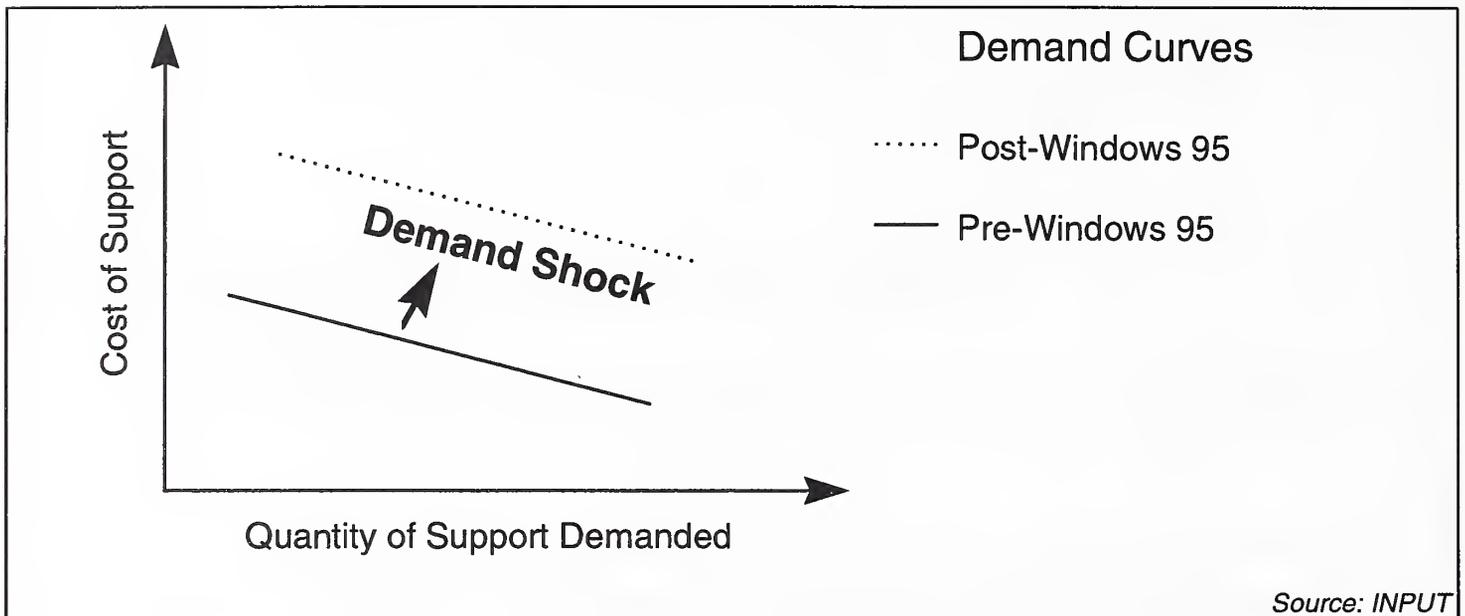 Demand Curves
Post-Windows 95
Pre-Windows 95
Cost of Support
Demand Shock
Quantity of Support Demanded
Source: INPUT